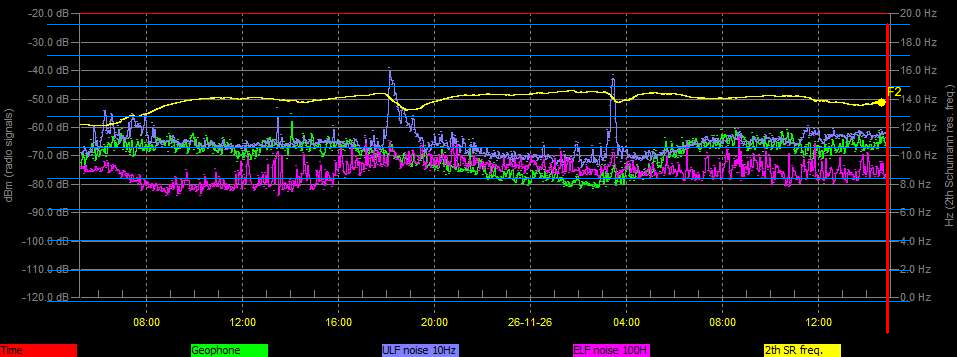 -20.0 dB 20.0 Hz
-30.0 dB 18.0 Hz
-40.0 dB 16.0 Hz
F2
-50.0 dB 14.0 Hz
-60.0 dB 12.0 Hz
-70.0 dB 10.0 Hz
-80.0 dB 8.0 Hz
-90.0 dB 6.0 Hz
-100.0 dB 4.0 Hz
-110.0 dB 2.0 Hz
-120.0 dB 0.0 Hz
dBm (radio signals)
Hz (2th Schumann res. freq.)
08:00 12:00 16:00 20:00 26-11-26 04:00 08:00 12:00
Time Geophone ULF noise 10Hz ELF noise 100H 2th SR freq.